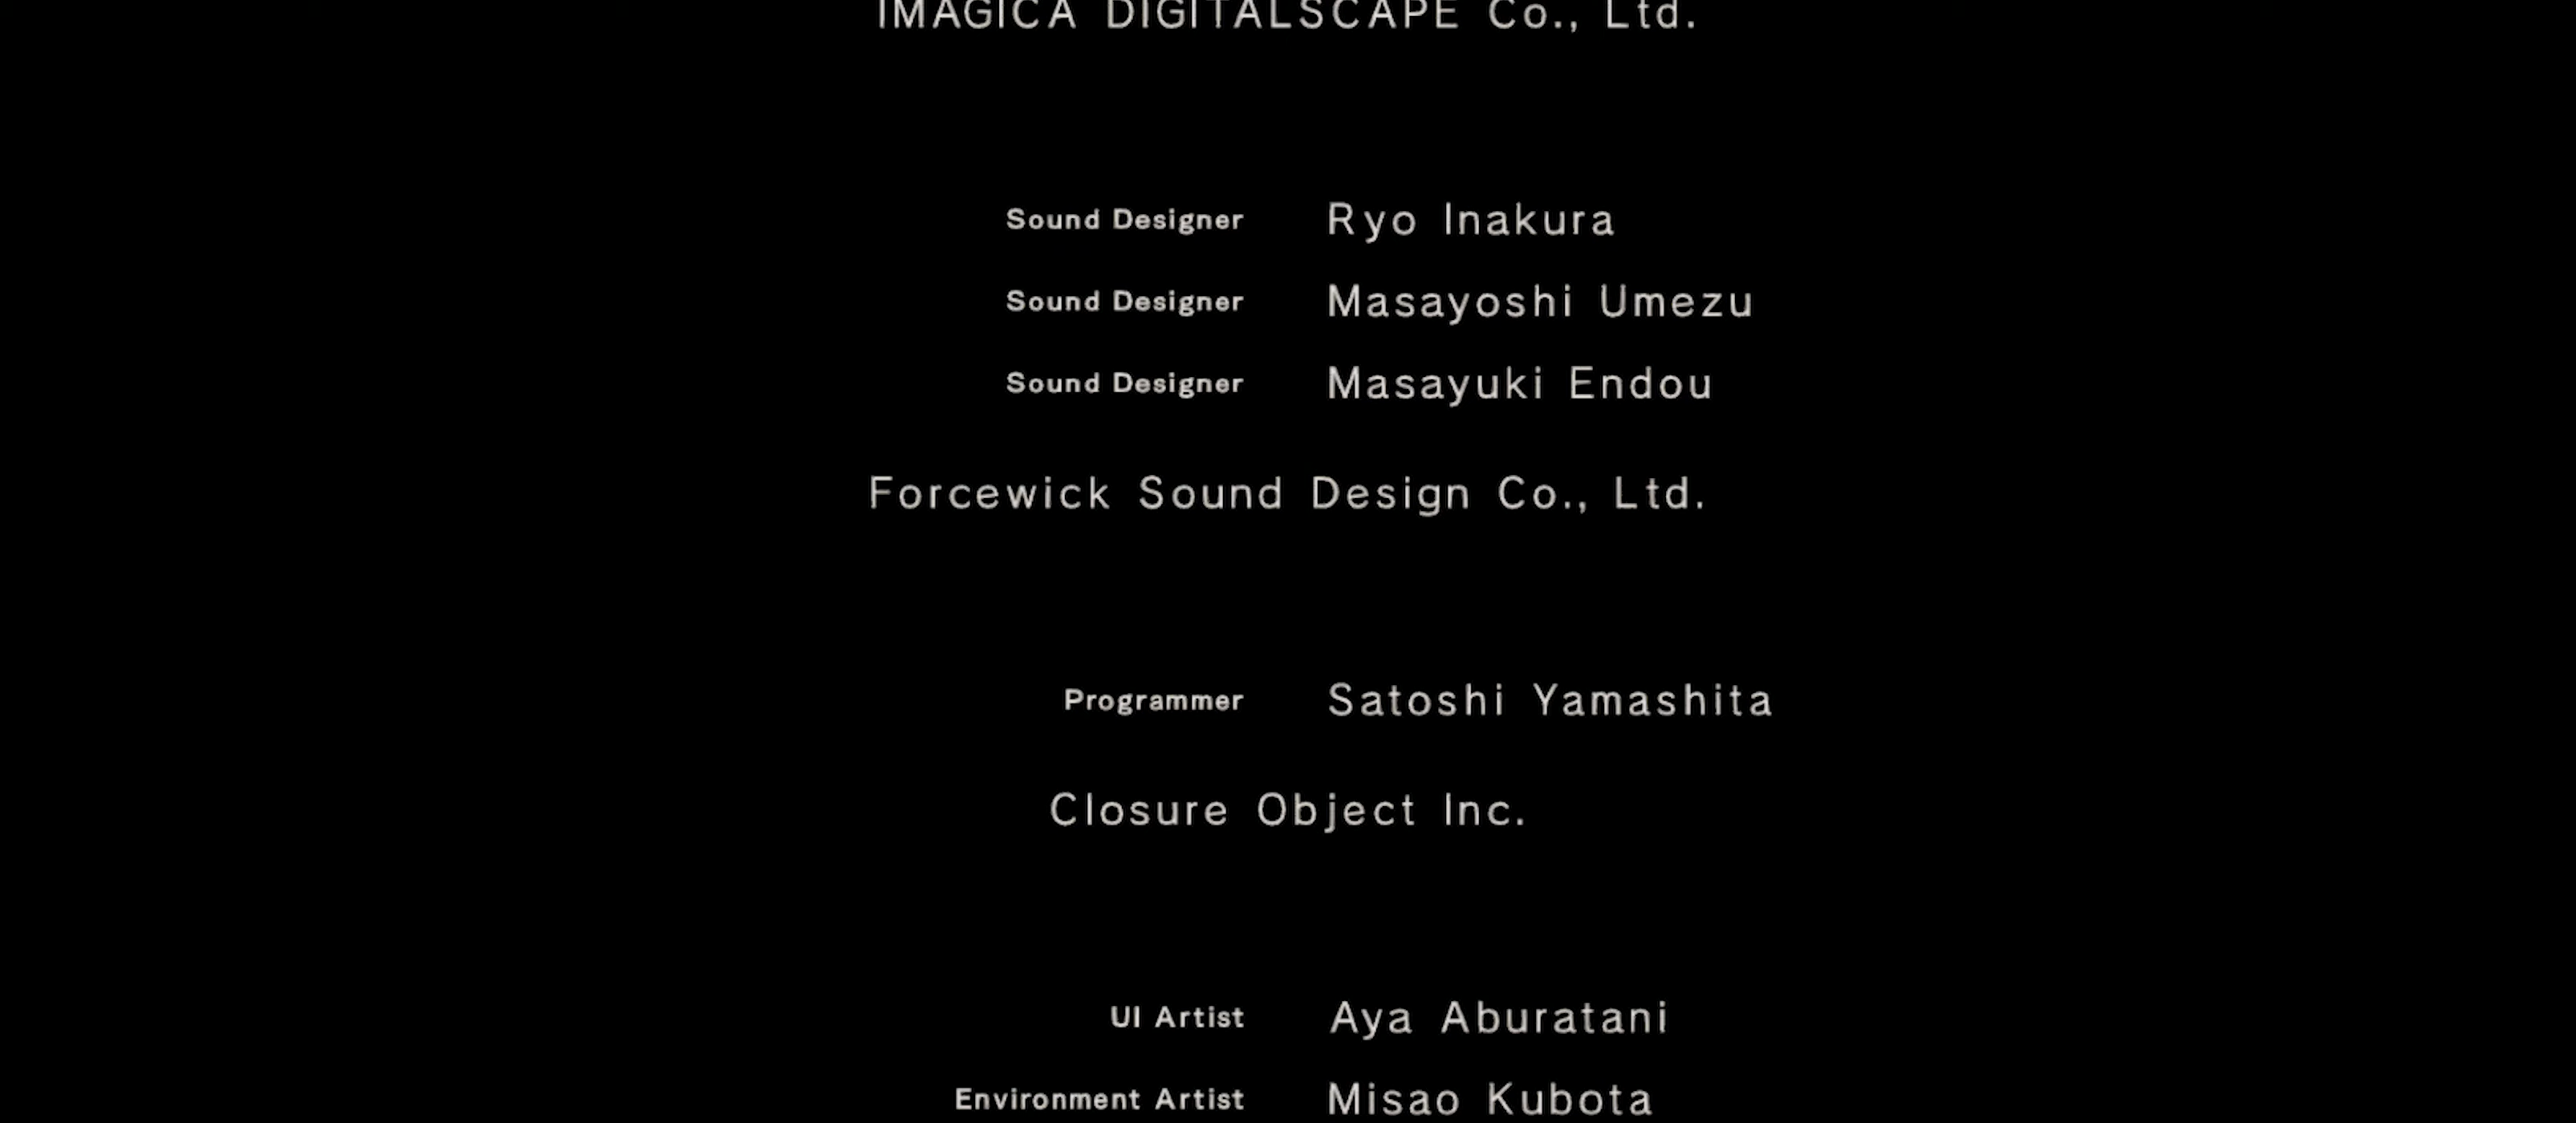 IMAGICA DIGITALSCAPE Co., Ltd.
Sound Designer Ryo Inakura
Sound Designer Masayoshi Umezu
Sound Designer Masayuki Endou
Forcewick Sound Design Co., Ltd.
Programmer Satoshi Yamashita
Closure Object Inc.
UI Artist Aya Aburatani
Environment Artist Misao Kubota